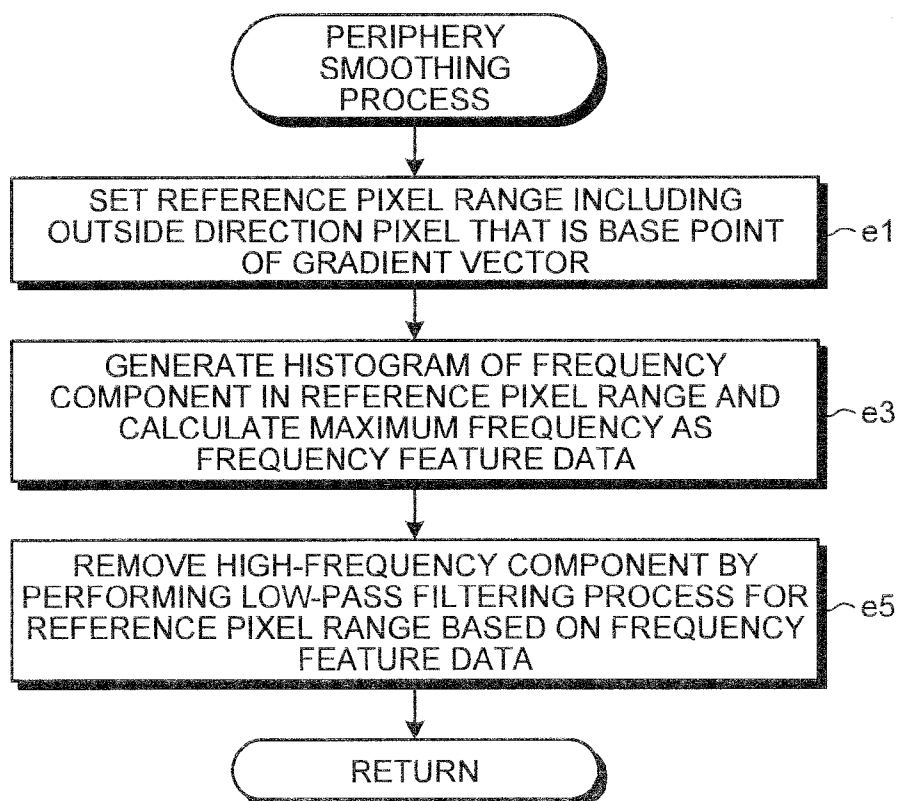 PERIPHERY
SMOOTHING
PROCESS
SET REFERENCE PIXEL RANGE INCLUDING
OUTSIDE DIRECTION PIXEL THAT IS BASE POINT
OF GRADIENT VECTOR
e1
GENERATE HISTOGRAM OF FREQUENCY
COMPONENT IN REFERENCE PIXEL RANGE AND
CALCULATE MAXIMUM FREQUENCY AS
FREQUENCY FEATURE DATA
e3
REMOVE HIGH-FREQUENCY COMPONENT BY
PERFORMING LOW-PASS FILTERING PROCESS FOR
REFERENCE PIXEL RANGE BASED ON FREQUENCY
FEATURE DATA
e5
RETURN